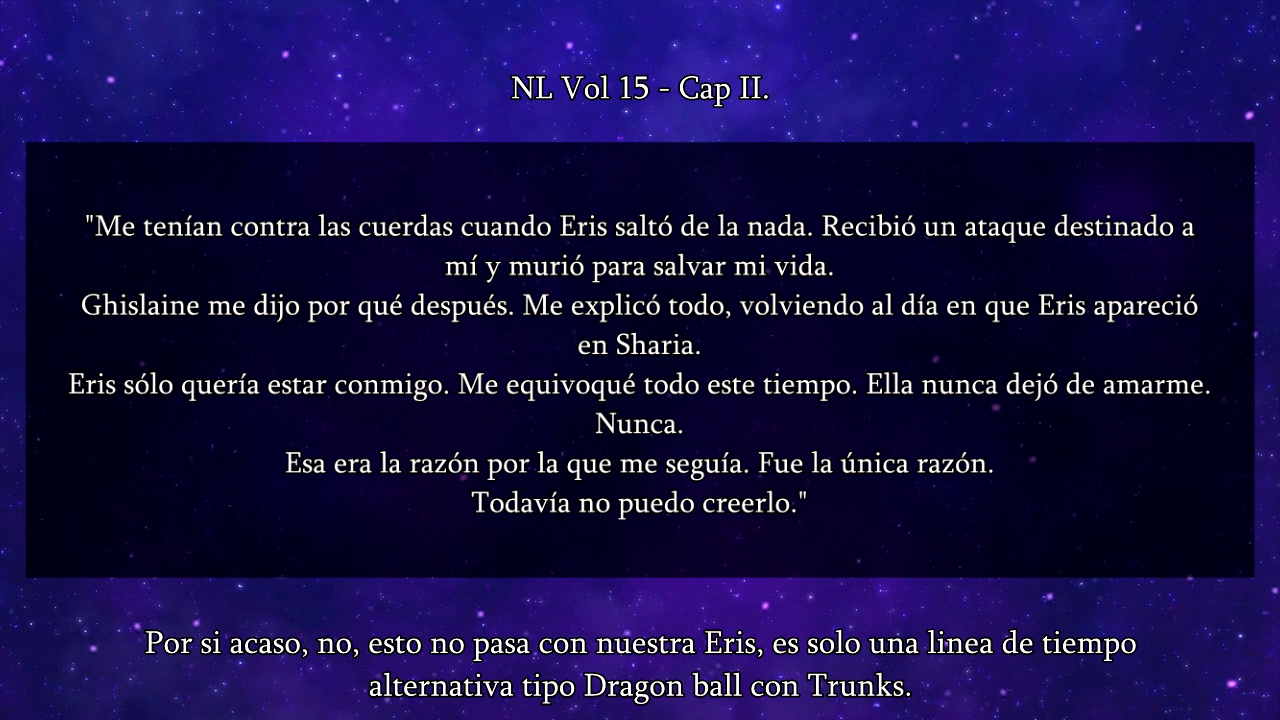 NL Vol 15 - Cap II.
"Me tenían contra las cuerdas cuando Eris saltó de la nada. Recibió un ataque destinado a
mí y murió para salvar mi vida.
Ghislaine me dijo por qué después. Me explicó todo, volviendo al día en que Eris apareció
en Sharia.
Eris sólo quería estar conmigo. Me equivoqué todo este tiempo. Ella nunca dejó de amarme.
Nunca.
Esa era la razón por la que me seguía. Fue la única razón.
Todavía no puedo creerlo."
Por si acaso, no, esto no pasa con nuestra Eris, es solo una linea de tiempo
alternativa tipo Dragon ball con Trunks.